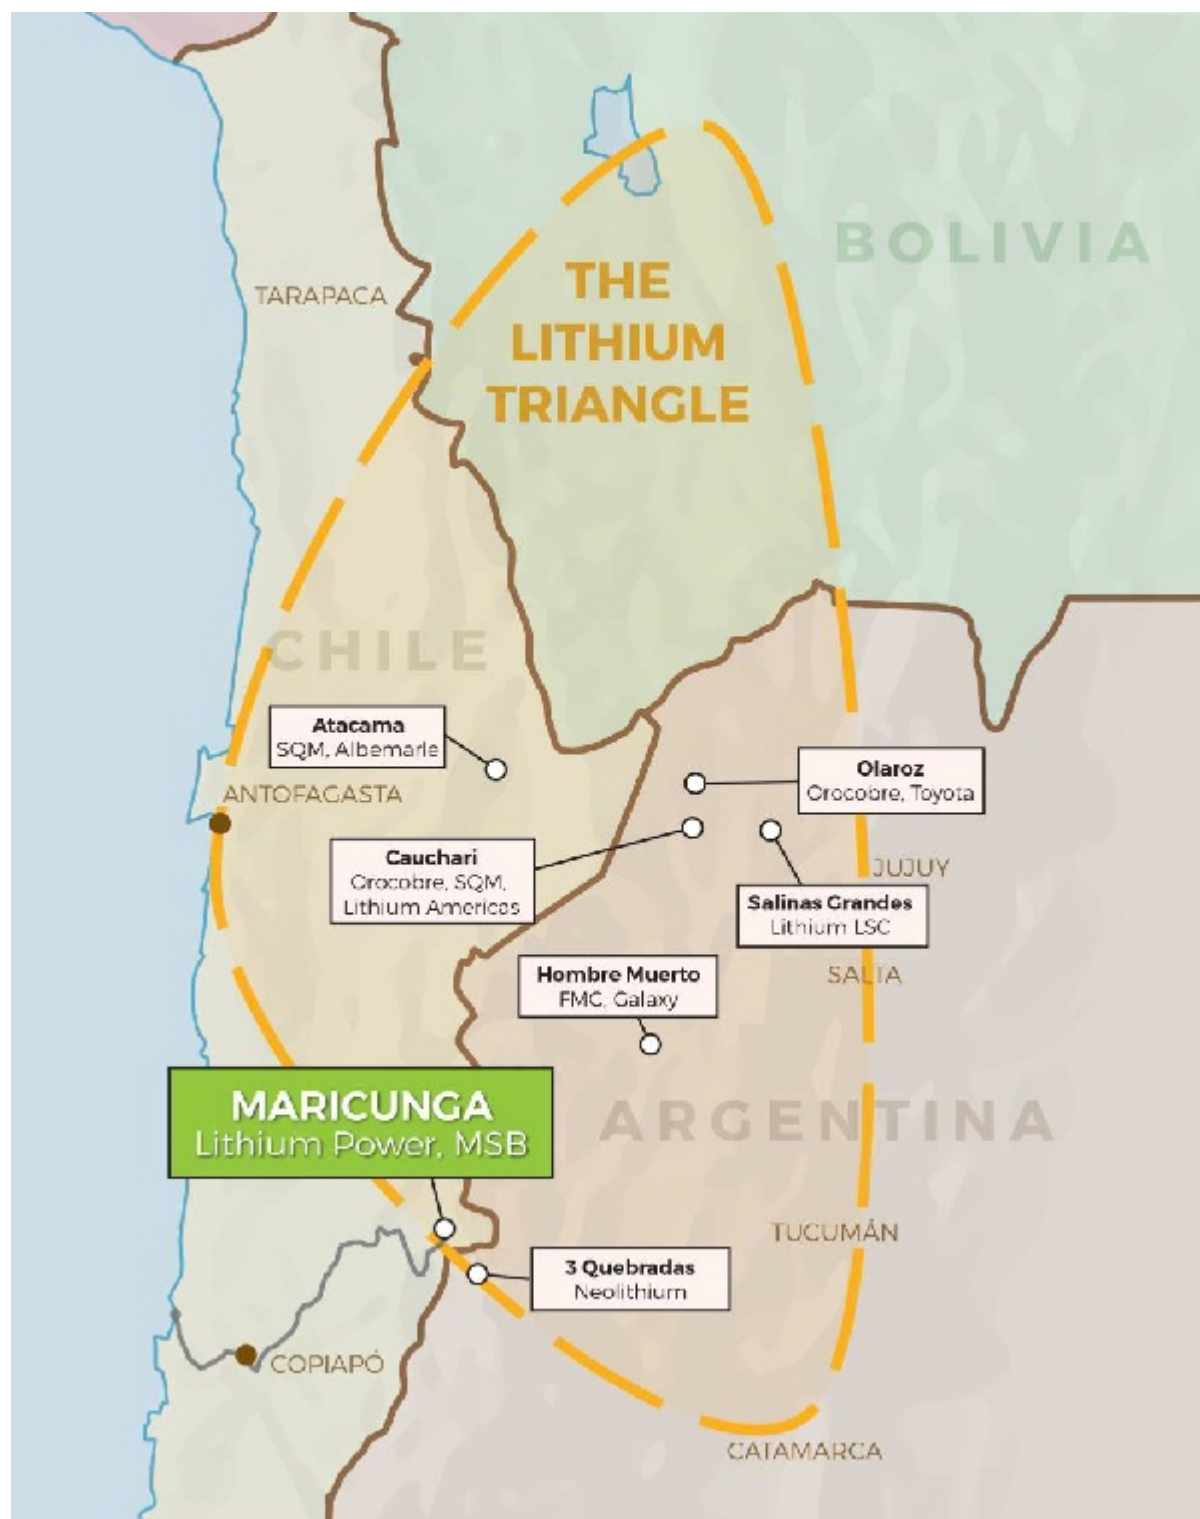 BOLIVIA
THE
LITHIUM
TRIANGLE
TARAPACA
CHILE
Atacama
SQM, Albemarle
ANTOFAGASTA
Olaroz
Orocobre, Toyota
Cauchari
Orocobre, SQM,
Lithium Americas
JUJUY
Salinas Grandes
Lithium LSC
SALTA
Hombre Muerto
FMC, Galaxy
MARICUNGA
Lithium Power, MSB
ARGENTINA
TUCUMÁN
3 Quebradas
Neolithium
COPIAPÓ
CATAMARCA